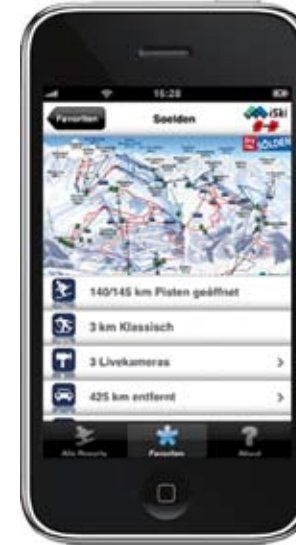 15:28
Favoriten
Soelden
iSki
SÖLDEN
140/145 km Pisten geöffnet
3 km Klassisch
3 Livekameras
425 km entfernt
Alle Resorts
Favoriten
About